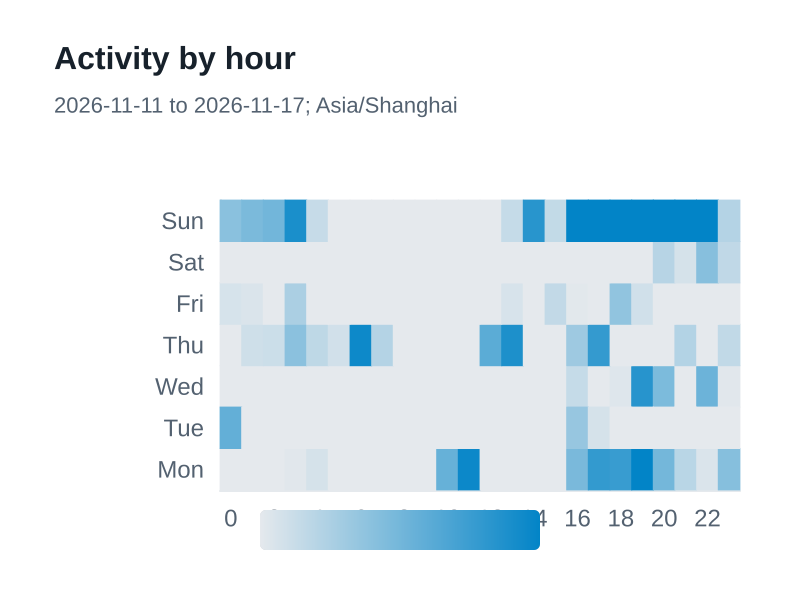 Activity by hour
2026-11-11 to 2026-11-17; Asia/Shanghai
Sun
Sat
Fri
Thu
Wed
Tue
Mon
0 16 18 20 22